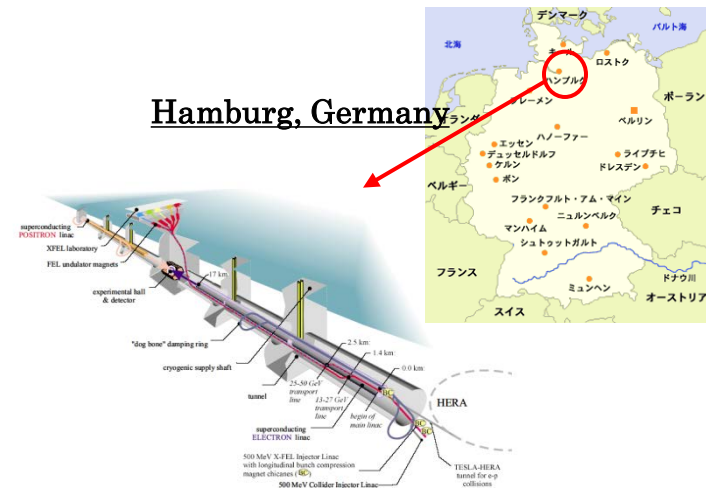 デンマーク
北海
バルト海
キール
ロストク
ハンブルク
ブレーメン
ポーラン
Hamburg, Germany
ランダ
ベルリン
ハノーファー
エッセン
デュッセルドルフ
ケルン
ライプチヒ
ドレスデン
ボン
ベルギー
フランクフルト・アム・マイン
チェコ
マンハイム
ニュルンベルク
シュトゥットガルト
フランス
ドナウ川
ミュンヘン
オーストリア
スイス
superconducting
POSITRON linac
XFEL laboratory
FEL undulator magnets
experimental hall
& detector
17 km
"dog bone" damping ring
cryogenic supply shaft
tunnel
2.5 km
1.4 km
0.0 km
25-50 GeV
transport
line
13-27 GeV
transport
line
begin of
main linac
superconducting
ELECTRON linac
BC
HERA
BC
BC
500 MeV X-FEL Injector Linac
with longitudinal bunch compression
magnet chicanes (BC)
500 MeV Collider Injector Linac
TESLA-HERA
tunnel for e-p
collisions